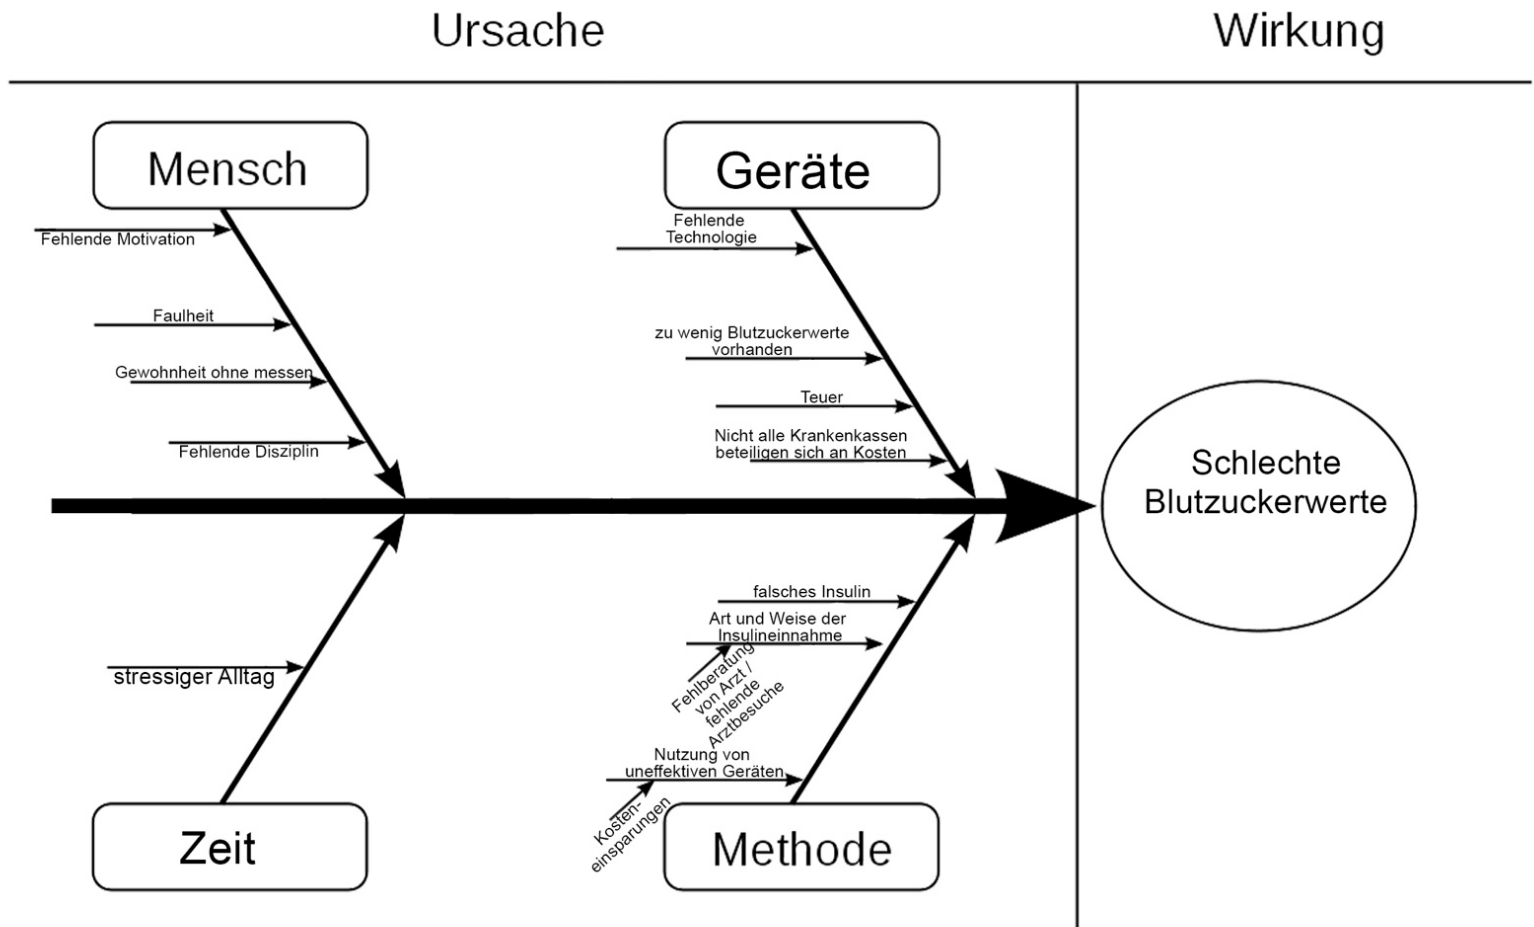 Ursache
Wirkung
Mensch
Fehlende Motivation
Faulheit
Gewohnheit ohne messen
Fehlende Disziplin
Geräte
Fehlende
Technologie
zu wenig Blutzuckerwerte
vorhanden
Teuer
Nicht alle Krankenkassen
beteiligen sich an Kosten
Schlechte
Blutzuckerwerte
stressiger Alltag
Zeit
falsches Insulin
Art und Weise der
Insulineinnahme
Fehlberatung
von Arzt /
fehlende
Arztbesuche
Nutzung von
uneffektiven Geräten
Kosten-
einsparungen
Methode